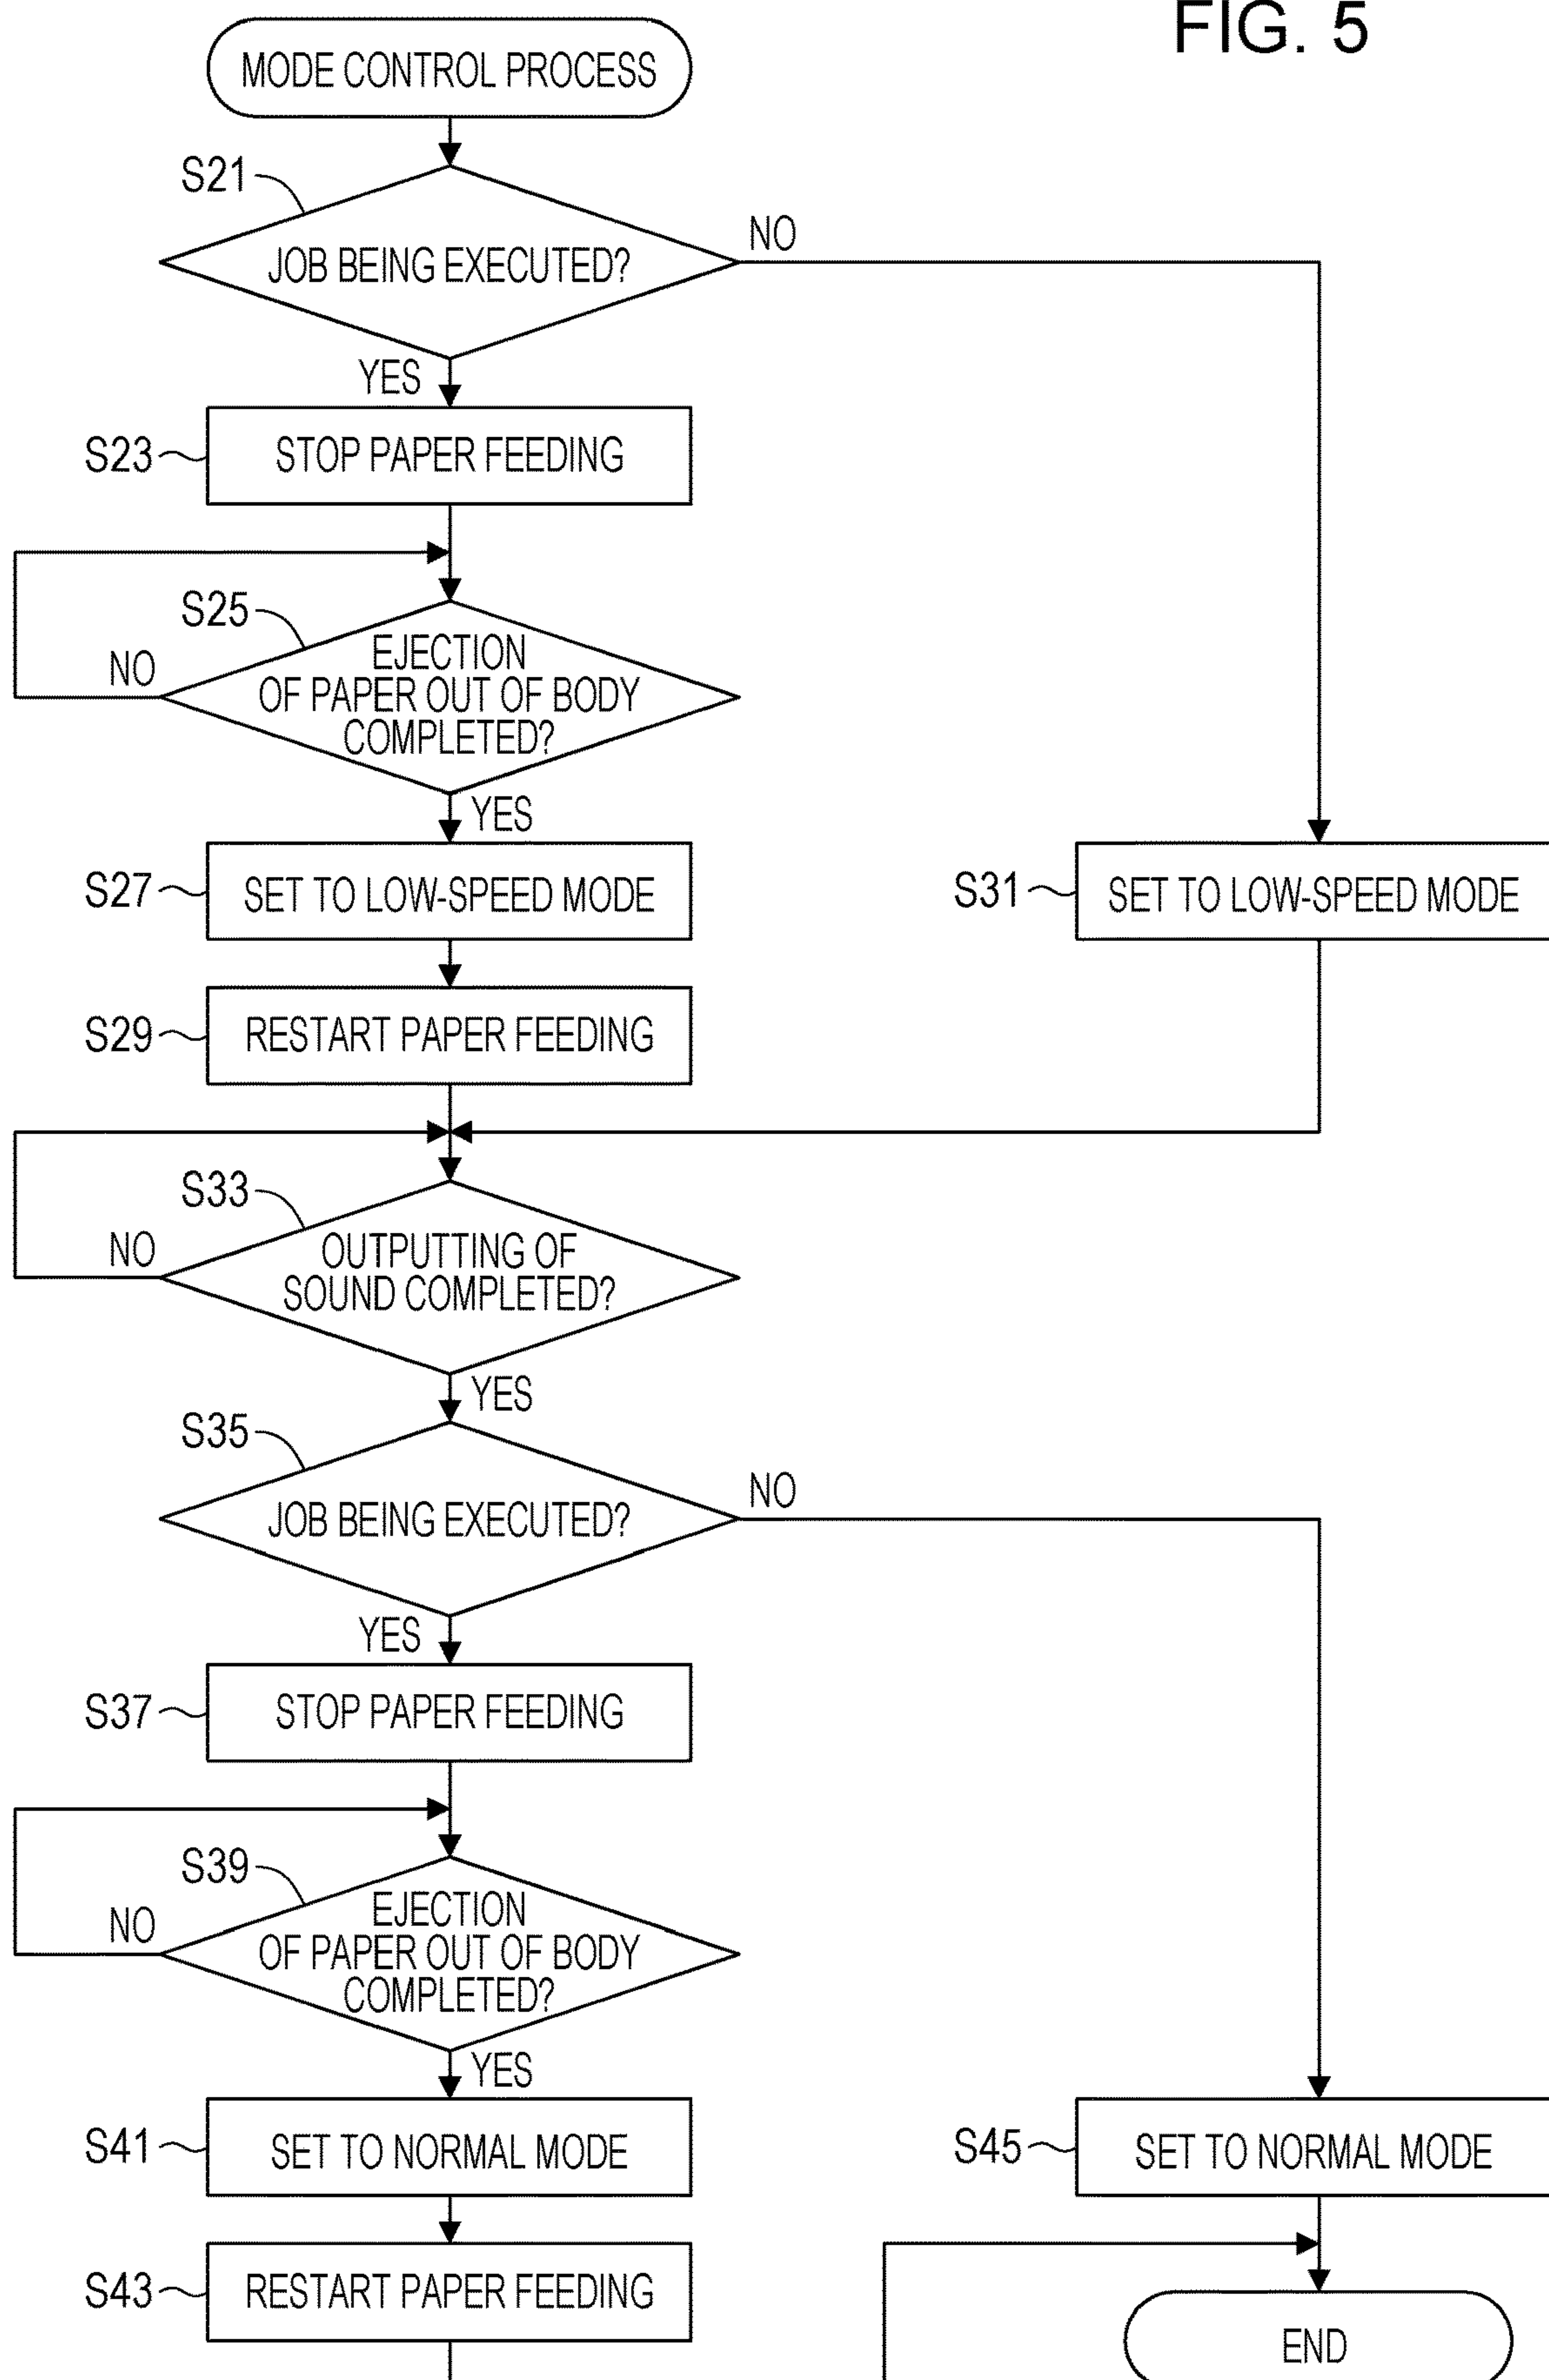 FIG. 5
MODE CONTROL PROCESS
S21
JOB BEING EXECUTED?
NO
YES
S23
STOP PAPER FEEDING
S25
EJECTION
OF PAPER OUT OF BODY
COMPLETED?
NO
YES
S27
SET TO LOW-SPEED MODE
S31
SET TO LOW-SPEED MODE
S29
RESTART PAPER FEEDING
S33
OUTPUTTING OF
SOUND COMPLETED?
NO
YES
S35
JOB BEING EXECUTED?
NO
YES
S37
STOP PAPER FEEDING
S39
EJECTION
OF PAPER OUT OF BODY
COMPLETED?
NO
YES
S41
SET TO NORMAL MODE
S45
SET TO NORMAL MODE
S43
RESTART PAPER FEEDING
END